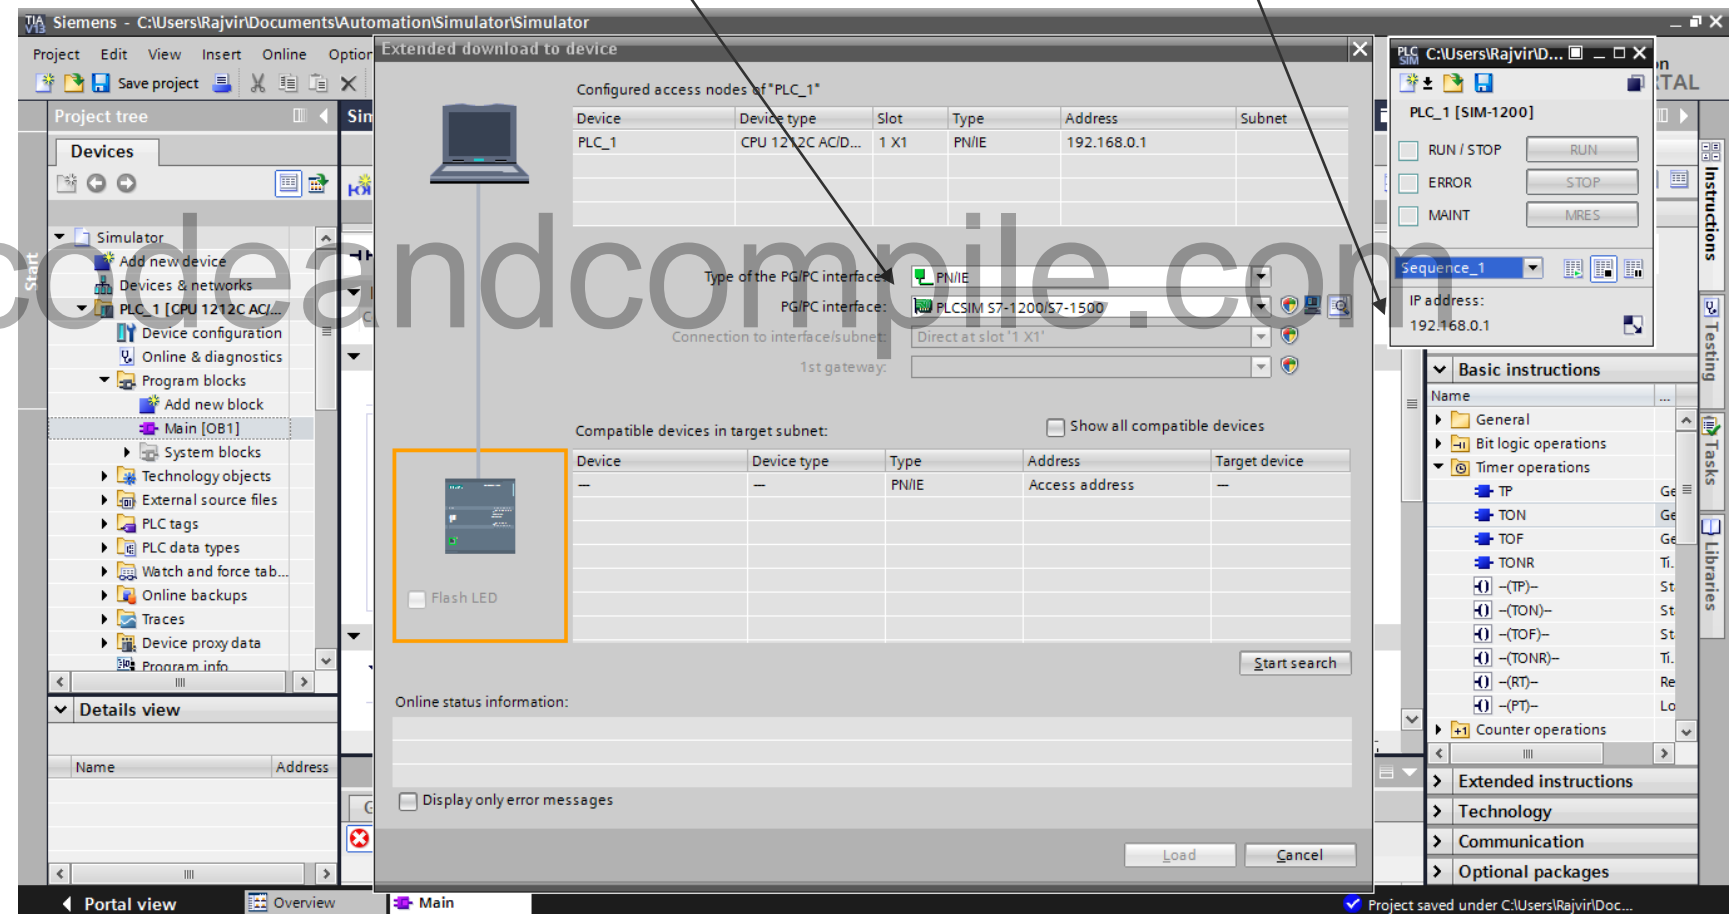 Siemens - C:\Users\Rajvir\Documents\Automation\Simulator\Simulator
Project Edit View Insert Online
Save project
Project tree
Devices
Simulator
Add new device
Devices & networks
PLC_1 [CPU 1212C AC/...
Device configuration
Online & diagnostics
Program blocks
Add new block
Main [OB1]
System blocks
Technology objects
External source files
PLC tags
PLC data types
Watch and force tab...
Online backups
Traces
Device proxy data
Program info
Details view
Name Address
Start
Portal view
Overview
Main
Extended download to device
Configured access nodes of "PLC_1"
Device Device type Slot Type Address Subnet
PLC_1 CPU 1212C AC/D... 1 X1 PN/IE 192.168.0.1
Type of the PG/PC interface: PN/IE
PG/PC interface: PLCSIM S7-1200/S7-1500
Connection to interface/subnet: Direct at slot '1 X1'
1st gateway:
Compatible devices in target subnet:
Show all compatible devices
Device Device type Type Address Target device
— — PN/IE Access address —
Flash LED
Start search
Online status information:
Display only error messages
Load Cancel
C:\Users\Rajvir\D...
PLC_1 [SIM-1200]
RUN / STOP RUN
ERROR STOP
MAINT MRES
Sequence_1
IP address:
192.168.0.1
Basic instructions
Name ...
General
Bit logic operations
Timer operations
TP
TON
TOF
TONR
–(TP)–
–(TON)–
–(TOF)–
–(TONR)–
–(RT)–
–(PT)–
Counter operations
Extended instructions
Technology
Communication
Optional packages
Instructions
Testing
Tasks
Libraries
Project saved under C:\Users\Rajvir\Doc...
codeandcompile.com